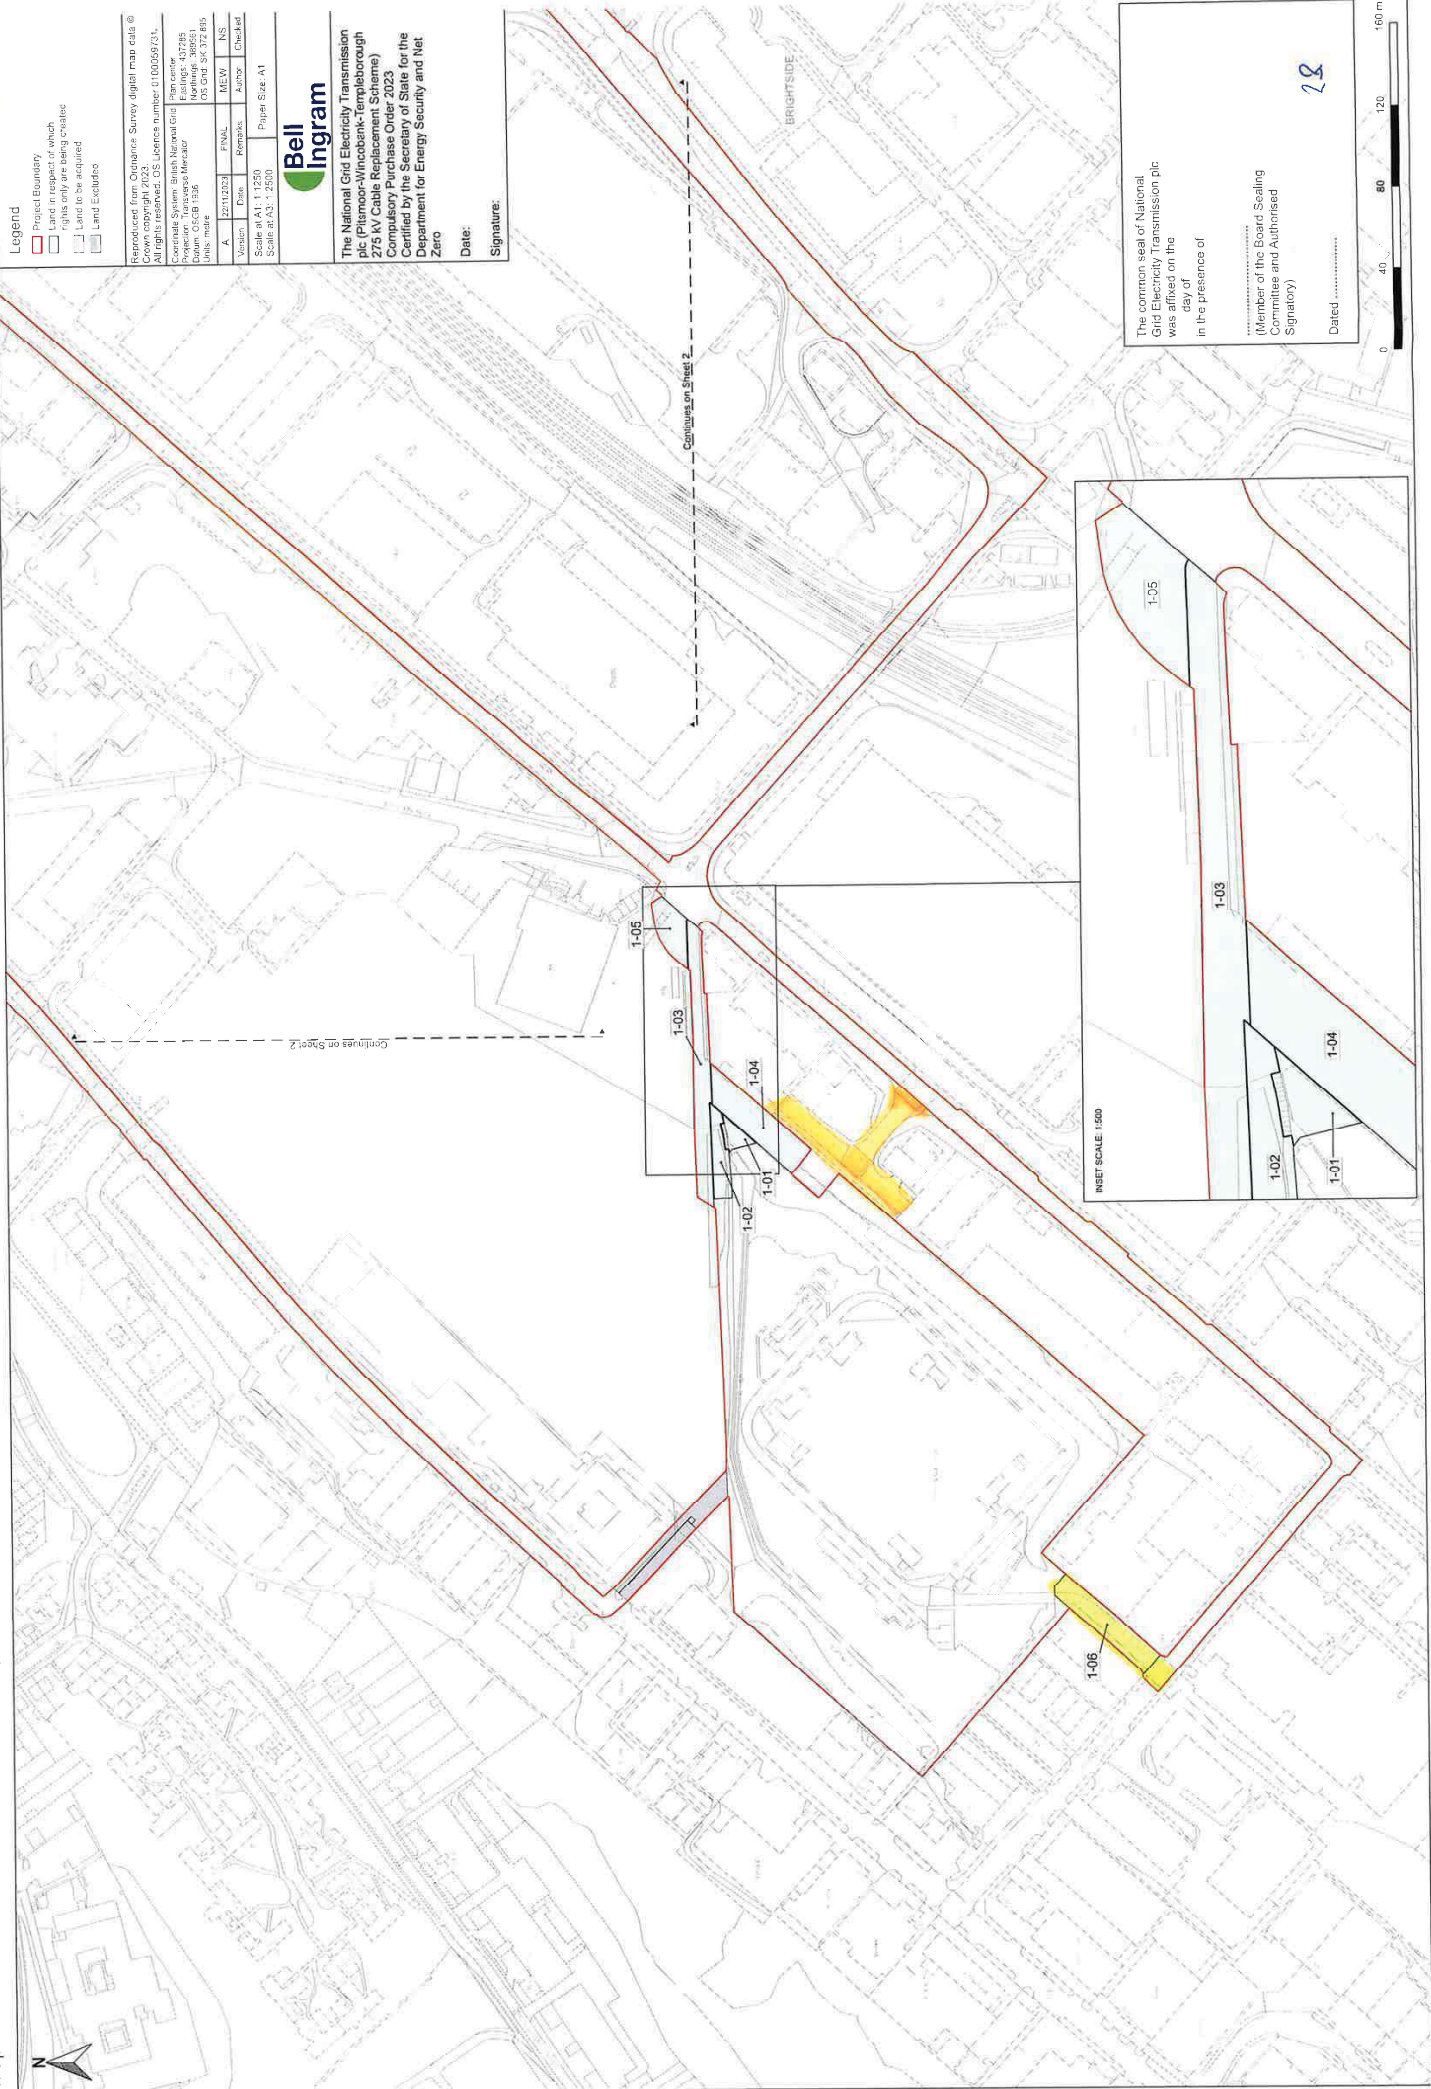 N
Legend
Project Boundary
Land in respect of which
rights only are being created
Land to be acquired
Land Excluded
Reproduced from Ordnance Survey digital map data ©
Crown copyright 2023.
All rights reserved. OS Licence number 0100059731.
Coordinate System: British National Grid
Projection: Transverse Mercator
Datum: OSGB 1936
Units: metre
Plan center
Eastings: 437285
Northings: 389561
OS Grid: SK 372 895
A 22/11/2023 FINAL MEW NS
Version Date Remarks Author Checked
Scale at A1: 1:1250
Scale at A3: 1:2500
Paper Size: A1
Bell
Ingram
The National Grid Electricity Transmission
plc (Pitsmoor-Wincobank-Templeborough
275 kV Cable Replacement Scheme)
Compulsory Purchase Order 2023
Certified by the Secretary of State for the
Department for Energy Security and Net
Zero
Date:
Signature:
Continues on Sheet 2
Continues on Sheet 2
BRIGHTSIDE
1-05
1-03
1-04
1-01
1-02
1-06
INSET SCALE: 1:500
1-05
1-03
1-04
1-02
1-01
The common seal of National
Grid Electricity Transmission plc
was affixed on the
day of
in the presence of
(Member of the Board Sealing
Committee and Authorised
Signatory)
Dated
28
0 40 80 120 160 m